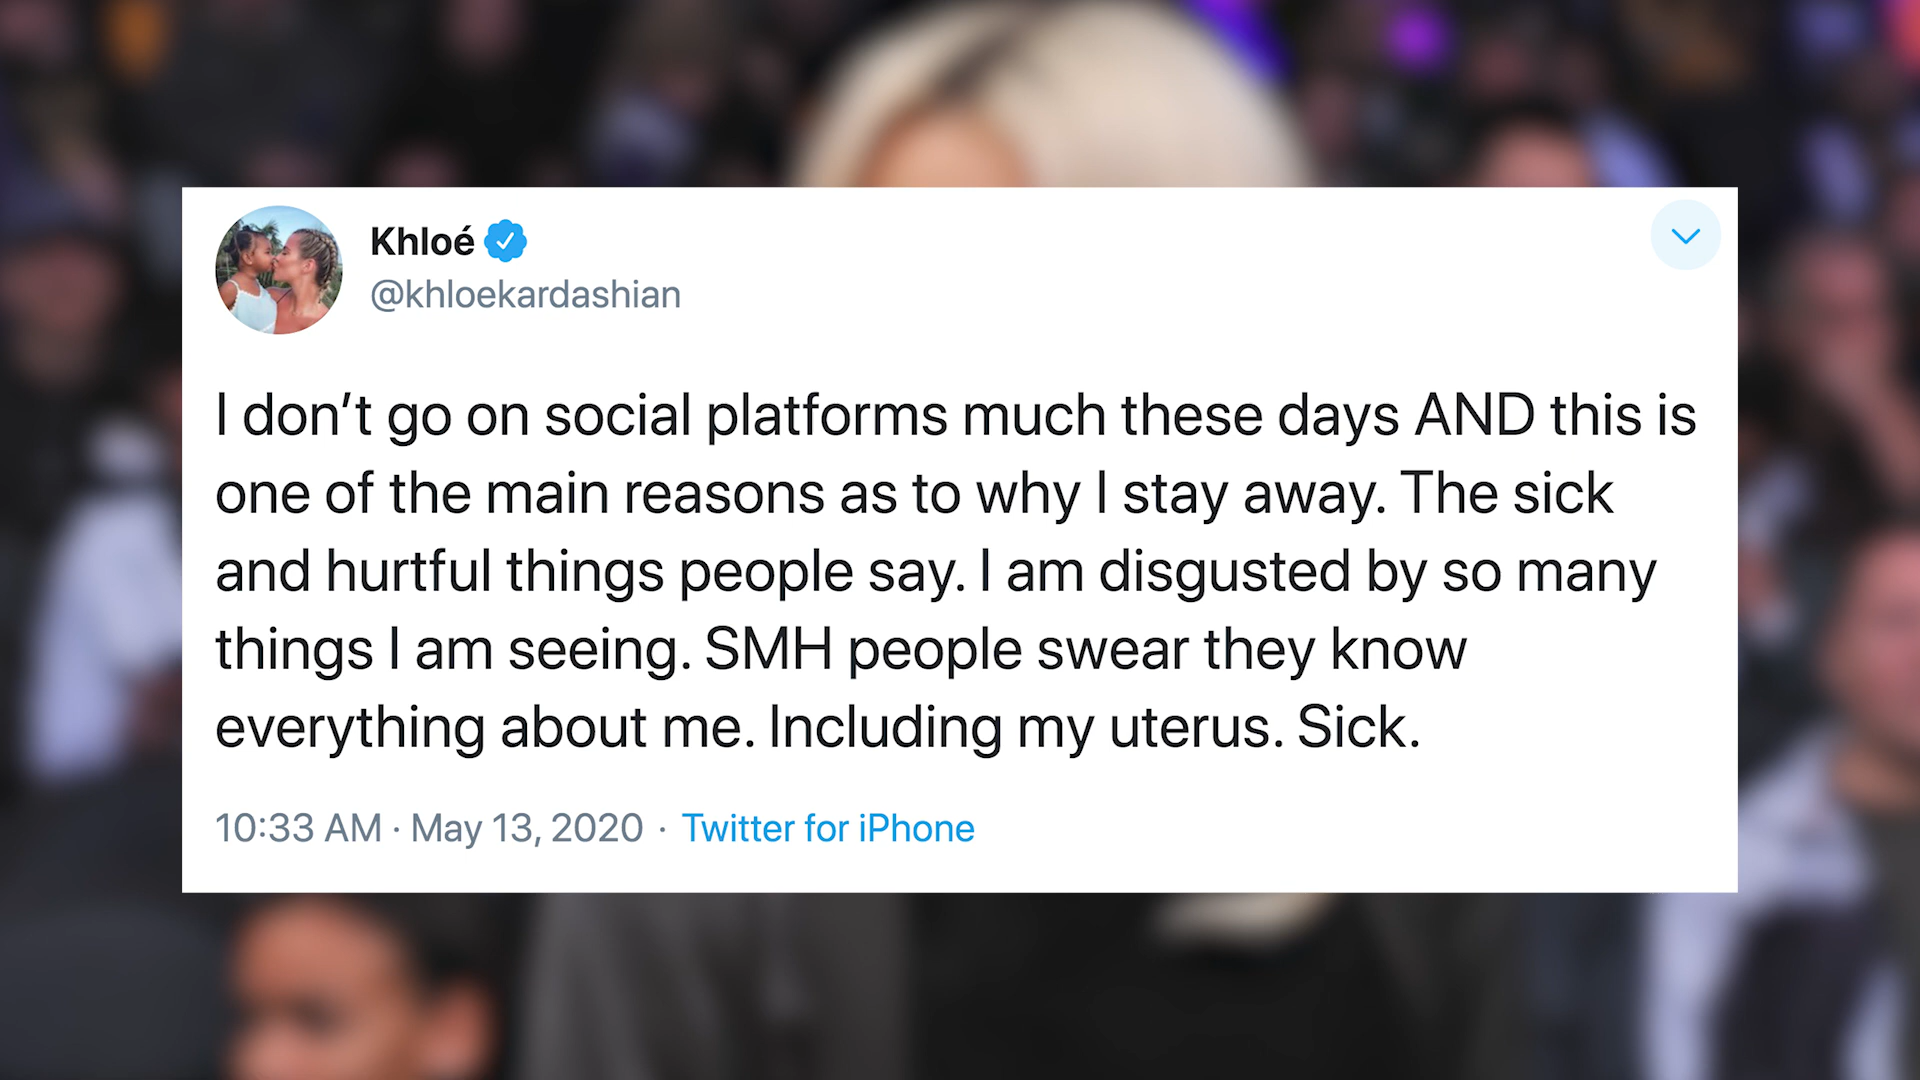 Khloé
@khloekardashian
I don’t go on social platforms much these days AND this is
one of the main reasons as to why I stay away. The sick
and hurtful things people say. I am disgusted by so many
things I am seeing. SMH people swear they know
everything about me. Including my uterus. Sick.
10:33 AM · May 13, 2020 · Twitter for iPhone